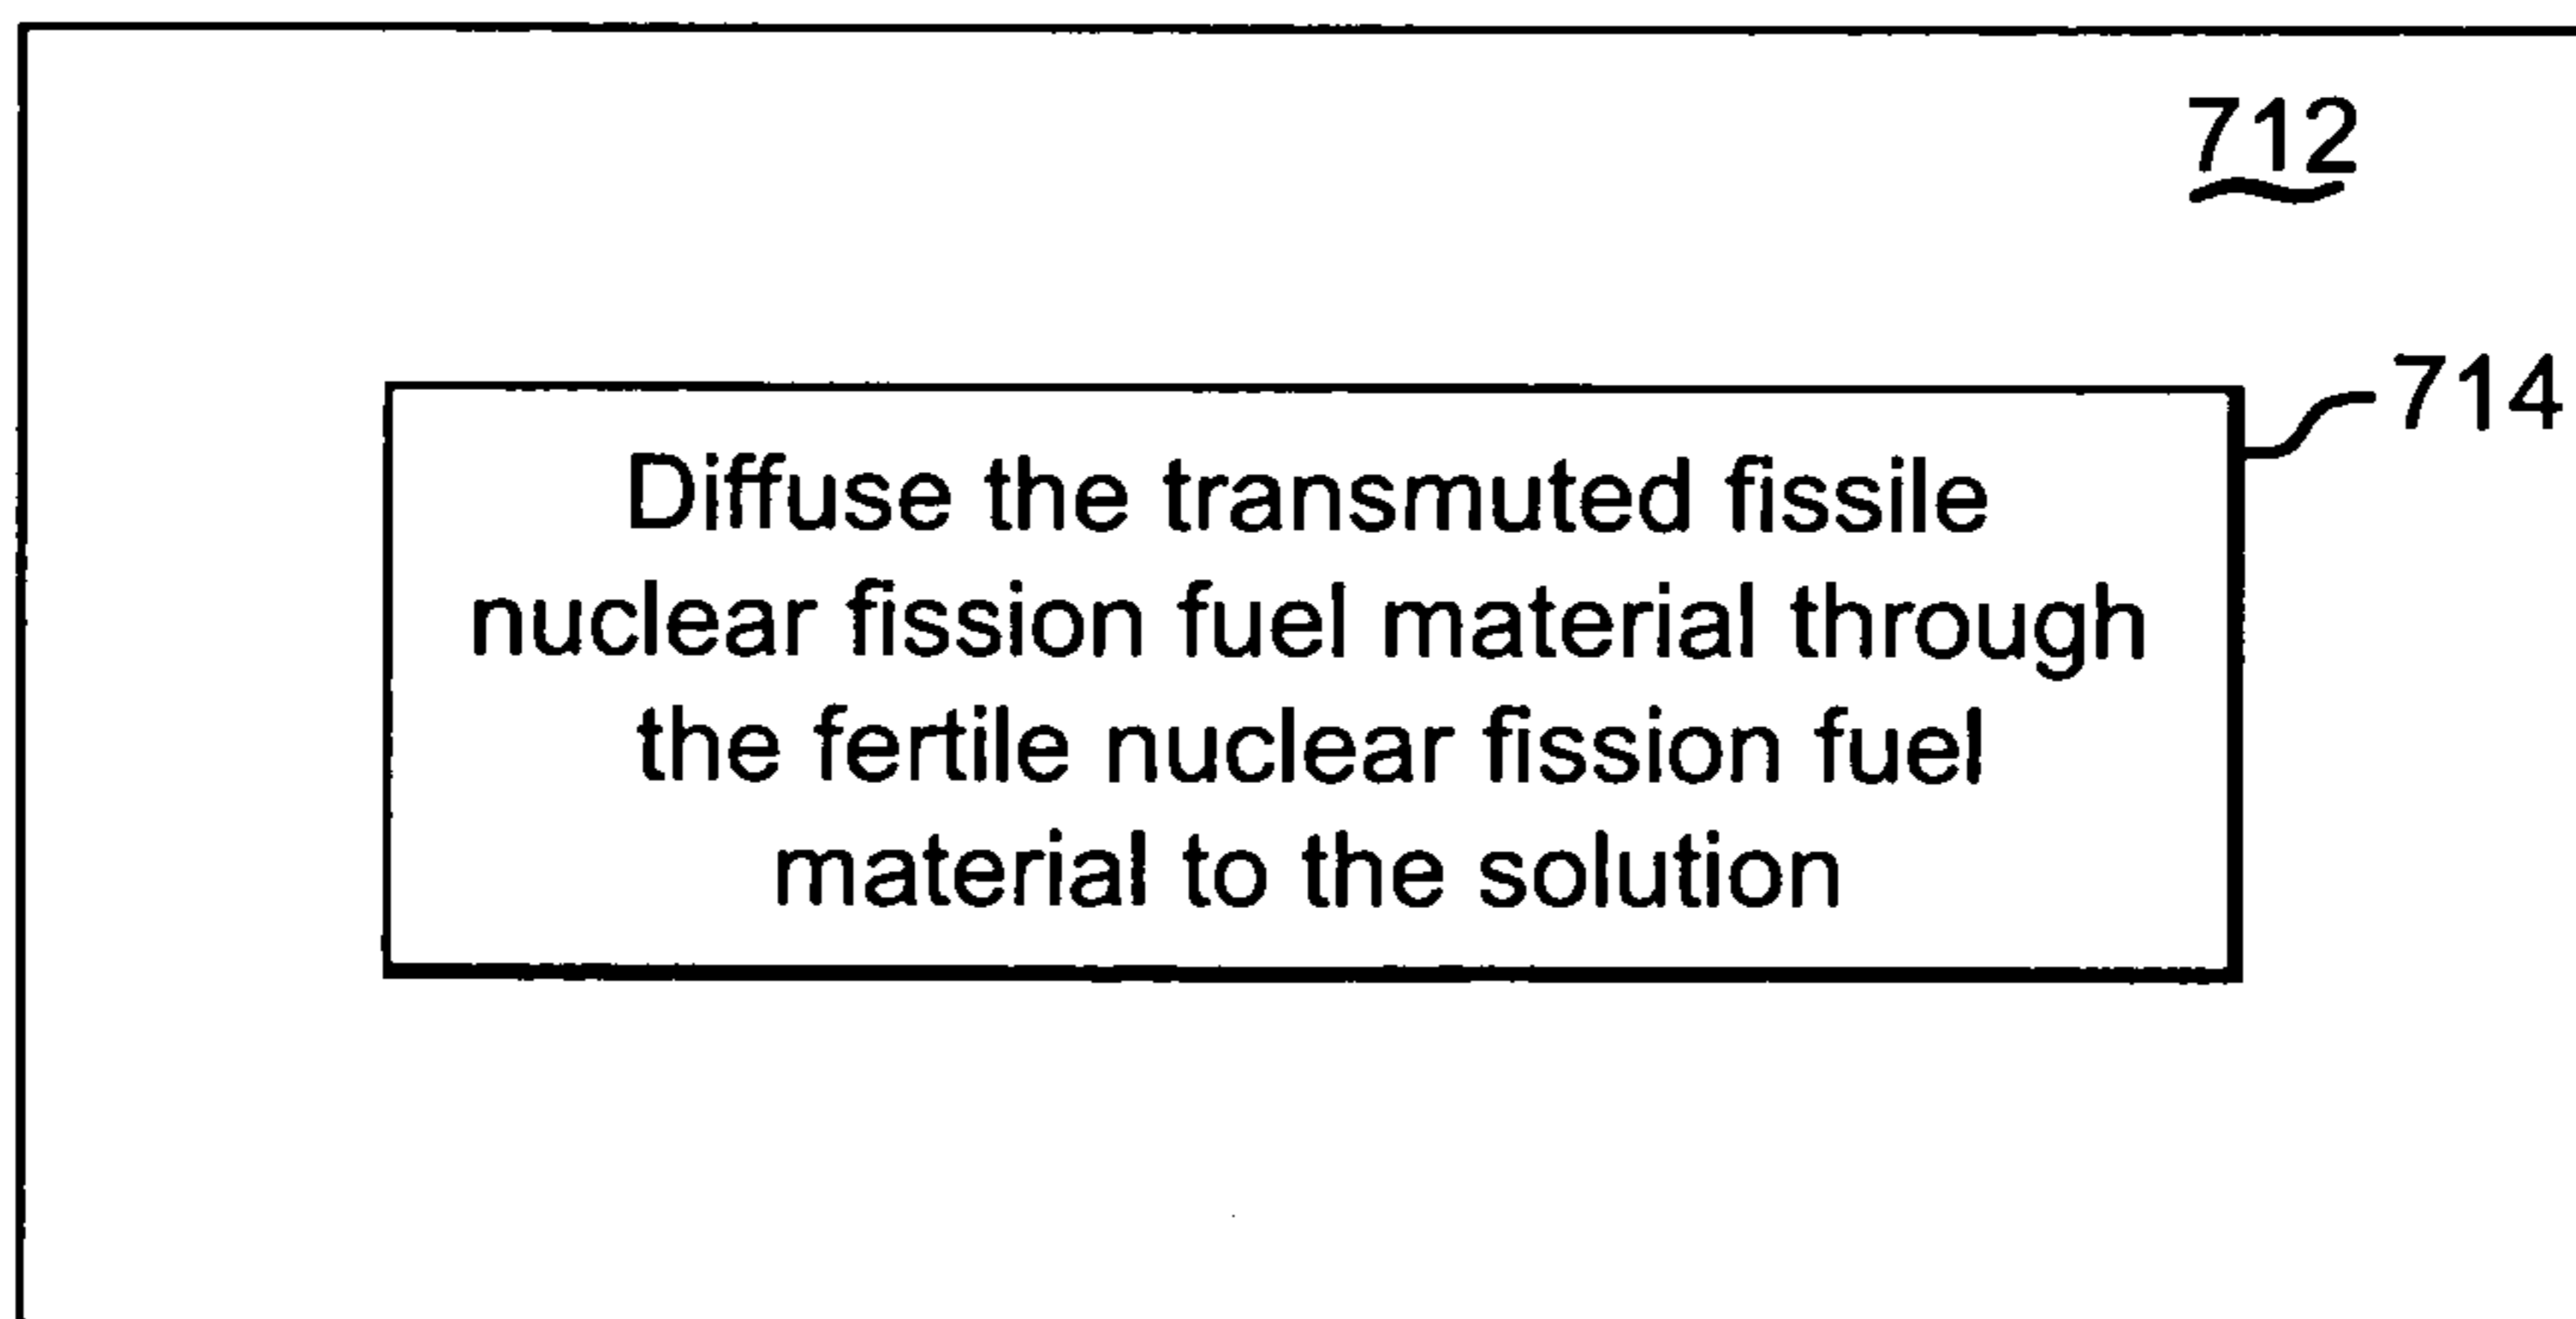 712
714
Diffuse the transmuted fissile
nuclear fission fuel material through
the fertile nuclear fission fuel
material to the solution